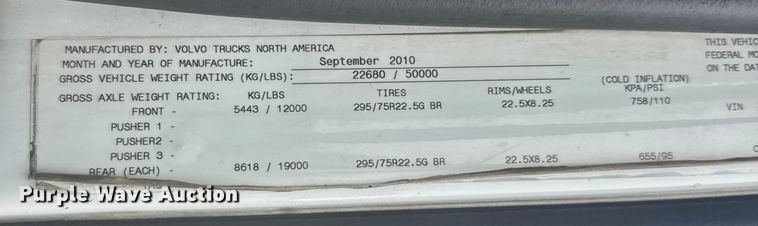 MANUFACTURED BY: VOLVO TRUCKS NORTH AMERICA
MONTH AND YEAR OF MANUFACTURE: September 2010
GROSS VEHICLE WEIGHT RATING (KG/LBS): 22680 / 50000
GROSS AXLE WEIGHT RATING: KG/LBS TIRES RIMS/WHEELS (COLD INFLATION) KPA/PSI
FRONT - 5443 / 12000 295/75R22.5G BR 22.5X8.25 758/110
PUSHER 1 -
PUSHER2 -
PUSHER 3 -
REAR (EACH) - 8618 / 19000 295/75R22.5G BR 22.5X8.25 655/95
THIS VEHIC
FEDERAL MO
ON THE DAT
VIN
Purple Wave Auction